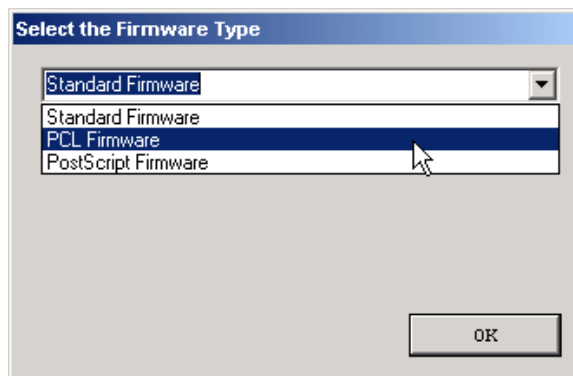 Select the Firmware Type
Standard Firmware
Standard Firmware
PCL Firmware
PostScript Firmware
OK